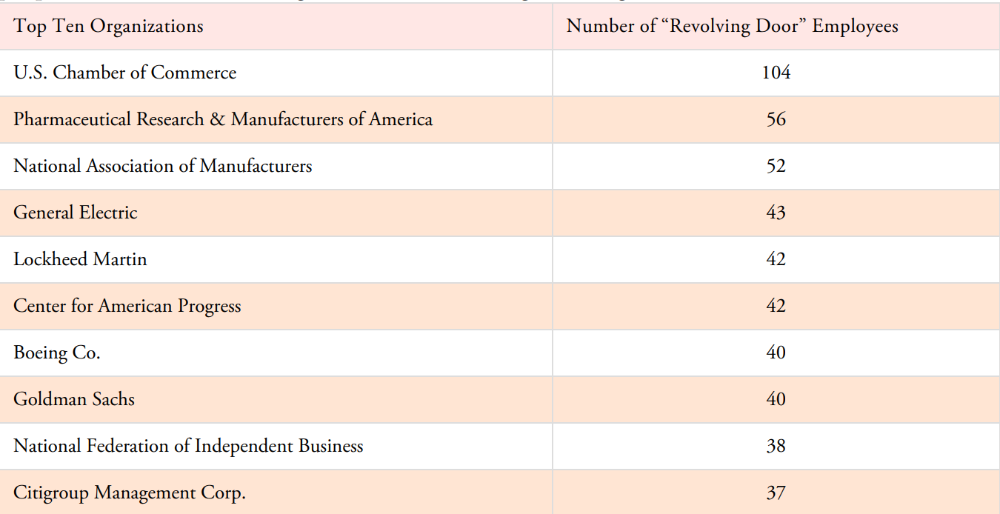 Top Ten Organizations Number of “Revolving Door” Employees
U.S. Chamber of Commerce 104
Pharmaceutical Research & Manufacturers of America 56
National Association of Manufacturers 52
General Electric 43
Lockheed Martin 42
Center for American Progress 42
Boeing Co. 40
Goldman Sachs 40
National Federation of Independent Business 38
Citigroup Management Corp. 37